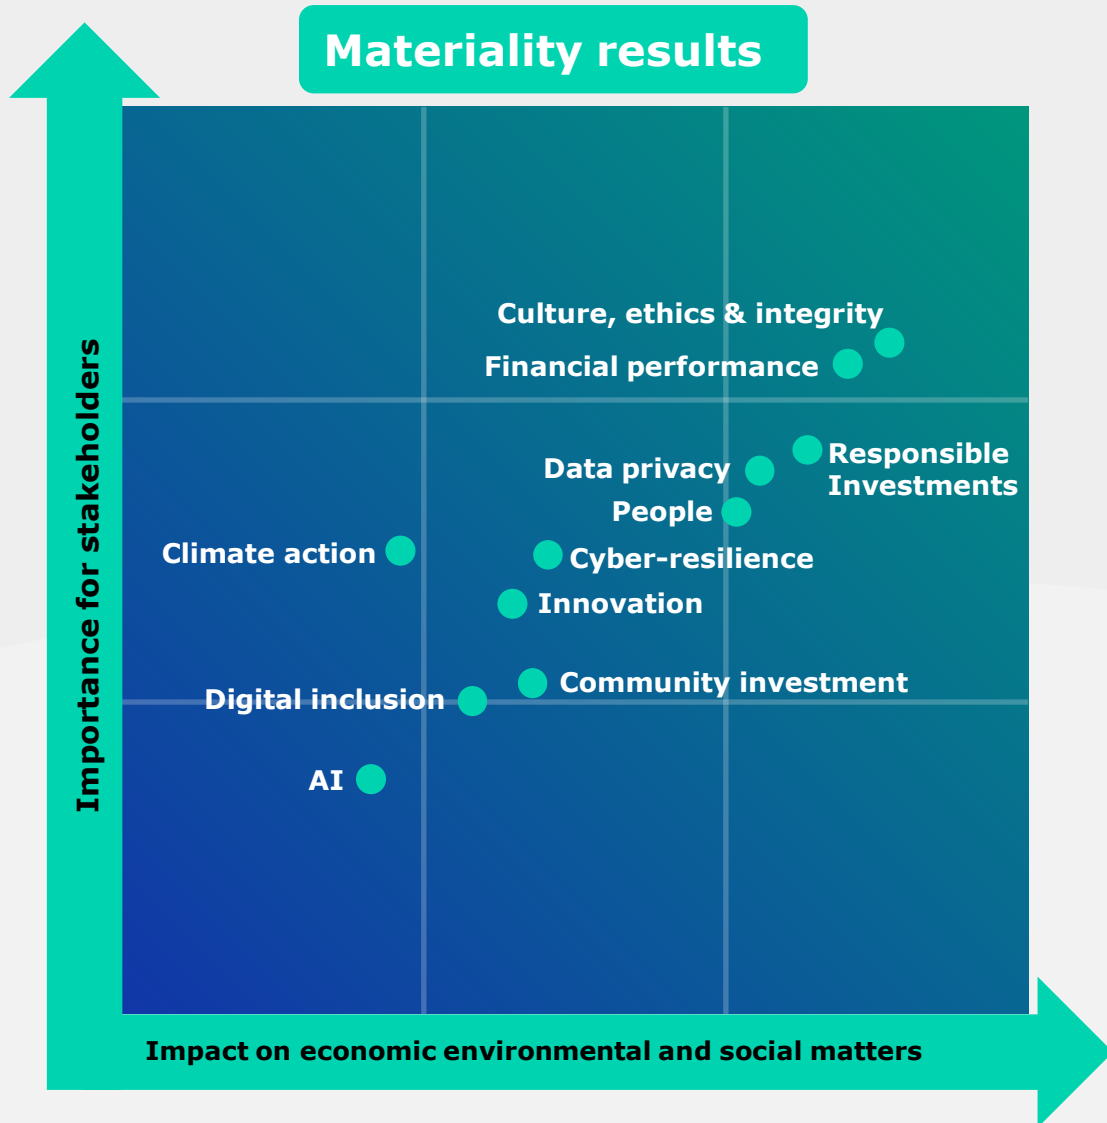 Materiality results
Importance for stakeholders
Culture, ethics & integrity
Financial performance
Responsible
Investments
Data privacy
People
Climate action
Cyber-resilience
Innovation
Community investment
Digital inclusion
AI
Impact on economic environmental and social matters